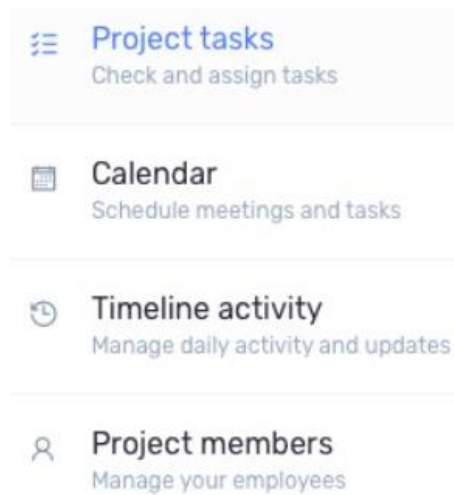 Project tasks
Check and assign tasks
Calendar
Schedule meetings and tasks
Timeline activity
Manage daily activity and updates
Project members
Manage your employees